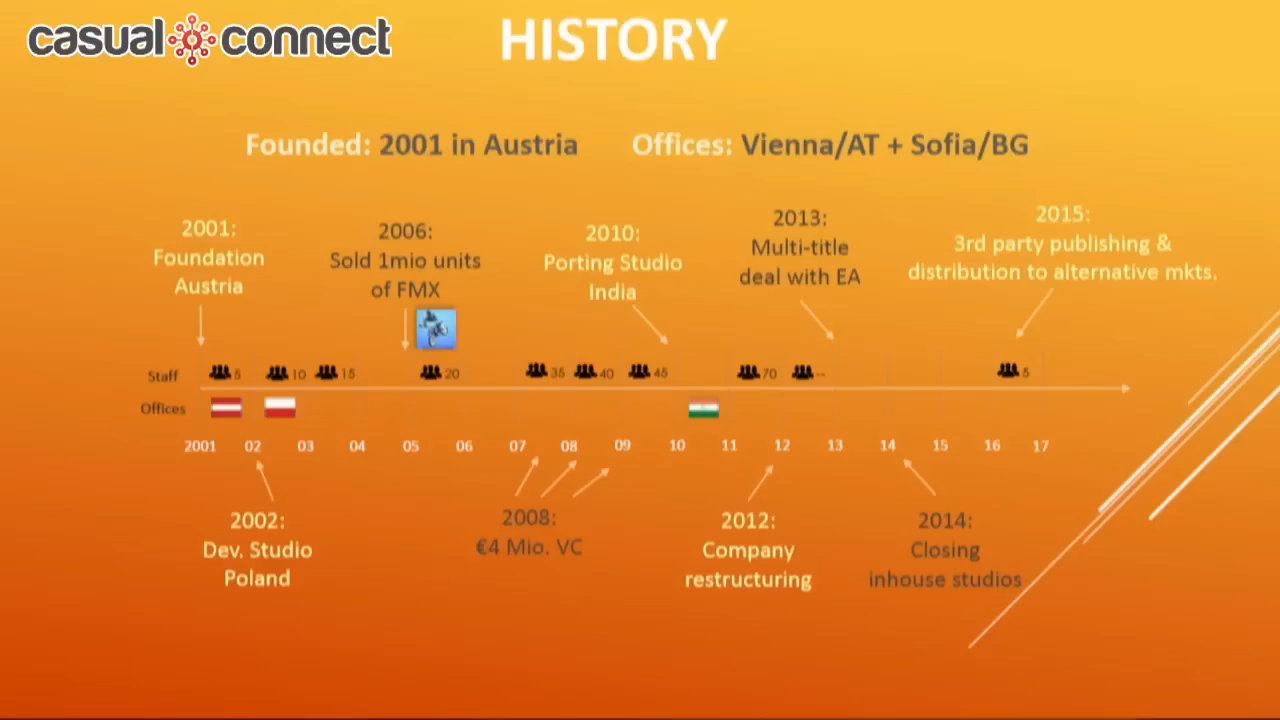 casual connect
HISTORY
Founded: 2001 in Austria
Offices: Vienna/AT + Sofia/BG
2001:
Foundation
Austria
2006:
Sold 1mio units
of FMX
2010:
Porting Studio
India
2013:
Multi-title
deal with EA
2015:
3rd party publishing &
distribution to alternative mkts.
Staff 5 10 15 20 35 40 45 70 -- 5
Offices
2001 02 03 04 05 06 07 08 09 10 11 12 13 14 15 16 17
2002:
Dev. Studio
Poland
2008:
€4 Mio. VC
2012:
Company
restructuring
2014:
Closing
inhouse studios